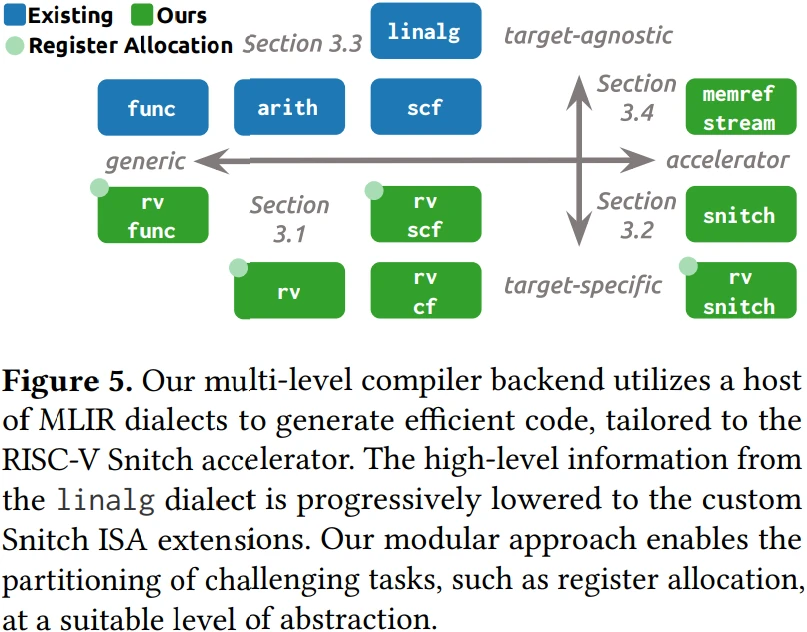 Existing Ours
Register Allocation
Section 3.3
linalg
target-agnostic
func
arith
scf
Section
3.4
memref
stream
generic
accelerator
rv
func
Section
3.1
rv
scf
Section
3.2
snitch
rv
rv
cf
target-specific
rv
snitch
Figure 5. Our multi-level compiler backend utilizes a host
of MLIR dialects to generate efficient code, tailored to the
RISC-V Snitch accelerator. The high-level information from
the linalg dialect is progressively lowered to the custom
Snitch ISA extensions. Our modular approach enables the
partitioning of challenging tasks, such as register allocation,
at a suitable level of abstraction.